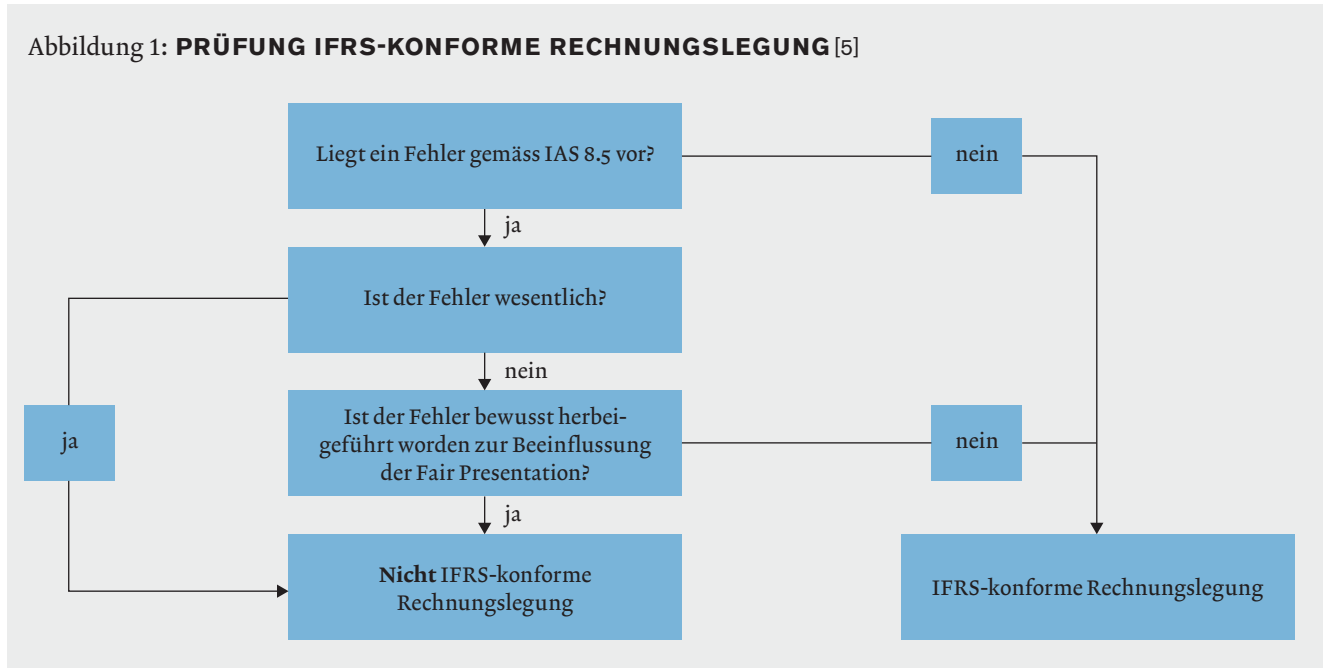 Abbildung 1: PRÜFUNG IFRS-KONFORME RECHNUNGSLEGUNG [5]
Liegt ein Fehler gemäss IAS 8.5 vor?
nein
ja
Ist der Fehler wesentlich?
nein
ja
Ist der Fehler bewusst herbei-
geführt worden zur Beeinflussung
der Fair Presentation?
nein
ja
Nicht IFRS-konforme
Rechnungslegung
IFRS-konforme Rechnungslegung